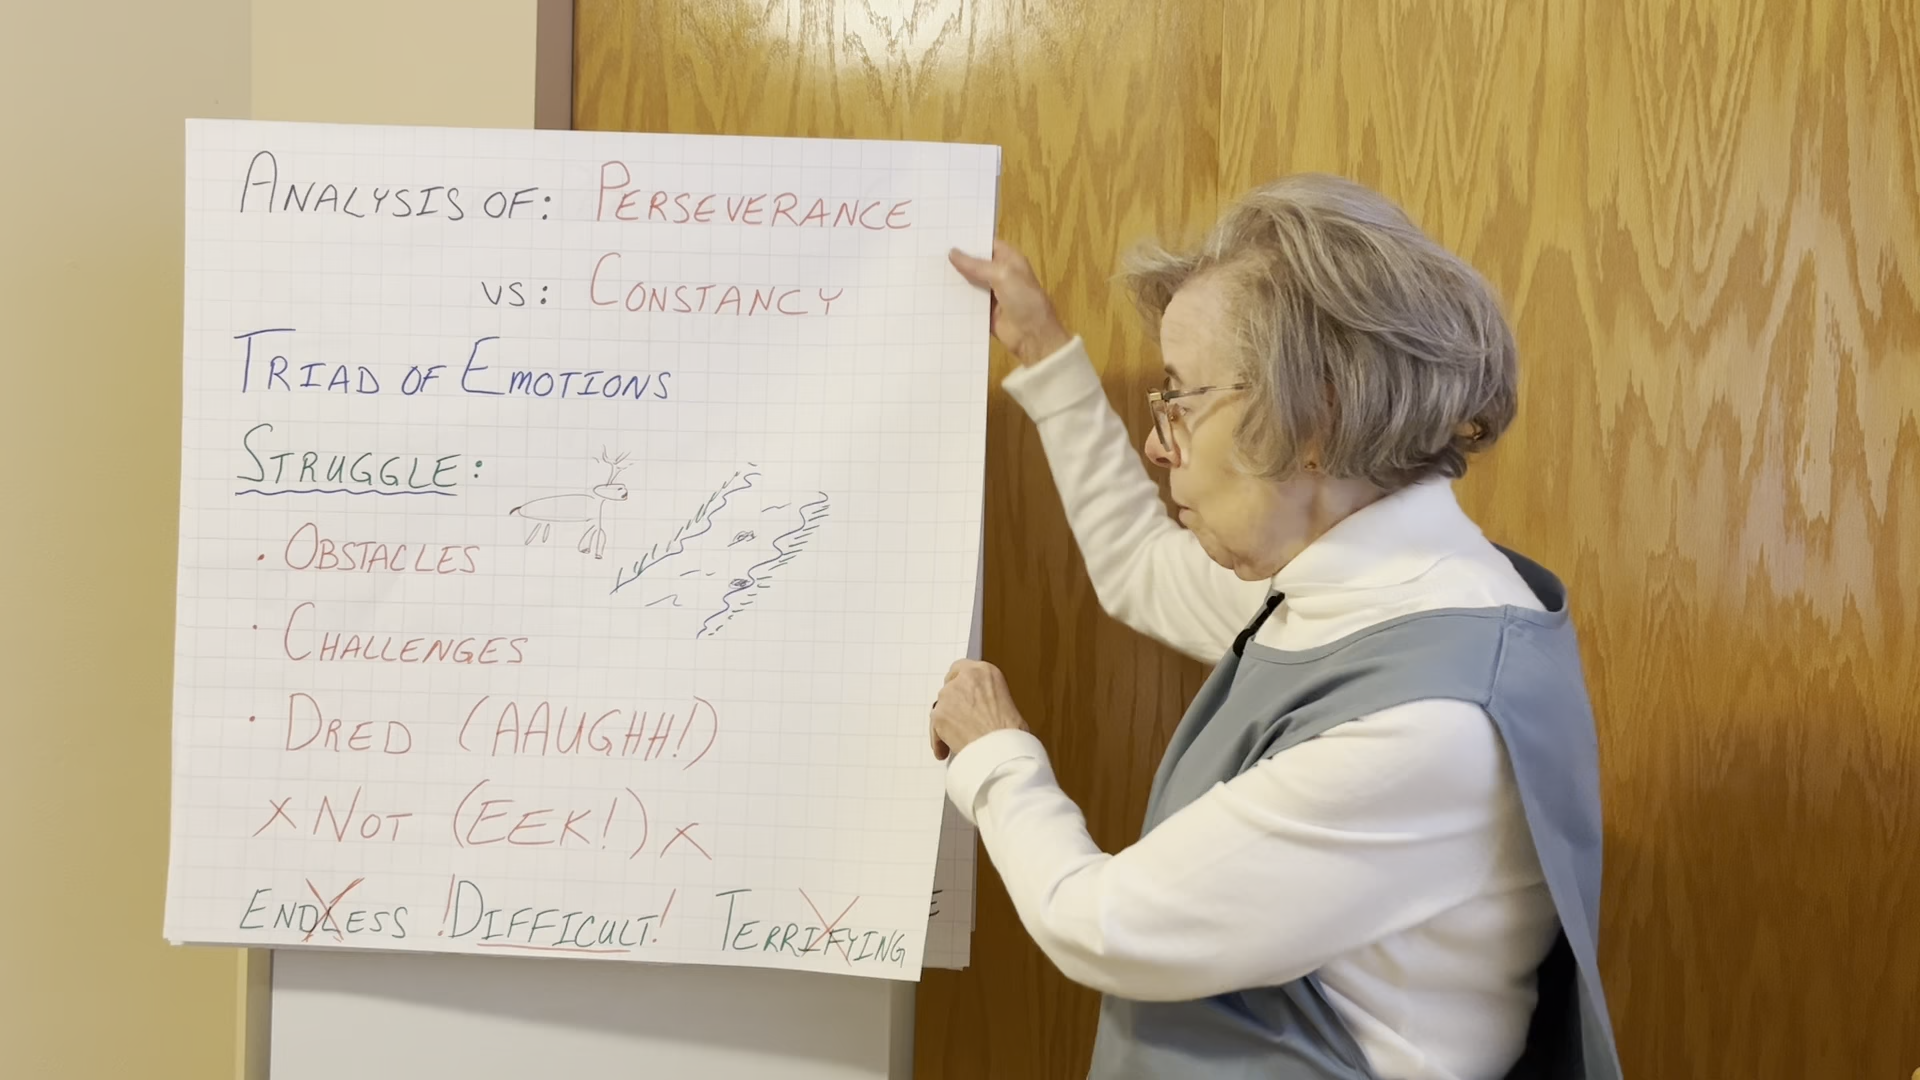 ANALYSIS OF: PERSEVERANCE
VS: CONSTANCY
TRIAD OF EMOTIONS
STRUGGLE:
• OBSTACLES
• CHALLENGES
• DRED (AAUGHH!)
X NOT (EEK!) X
ENDLESS !DIFFICULT! TERRIFYING
E